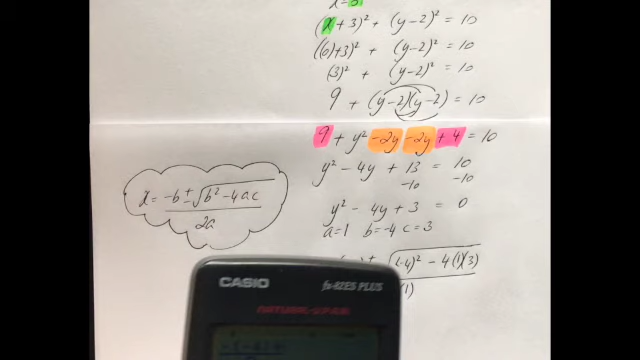 (x + 3)² + (y - 2)² = 10
((0) + 3)² + (y - 2)² = 10
(3)² + (y - 2)² = 10
9 + (y - 2)(y - 2) = 10
9 + y² - 2y - 2y + 4 = 10
y² - 4y + 13 = 10
-10 -10
y² - 4y + 3 = 0
a=1 b=-4 c=3
x = -b ± √b² - 4ac
2a
√(-4)² - 4(1)(3)
(1)
CASIO
fx-82ES PLUS
NATURAL-V.P.A.M.